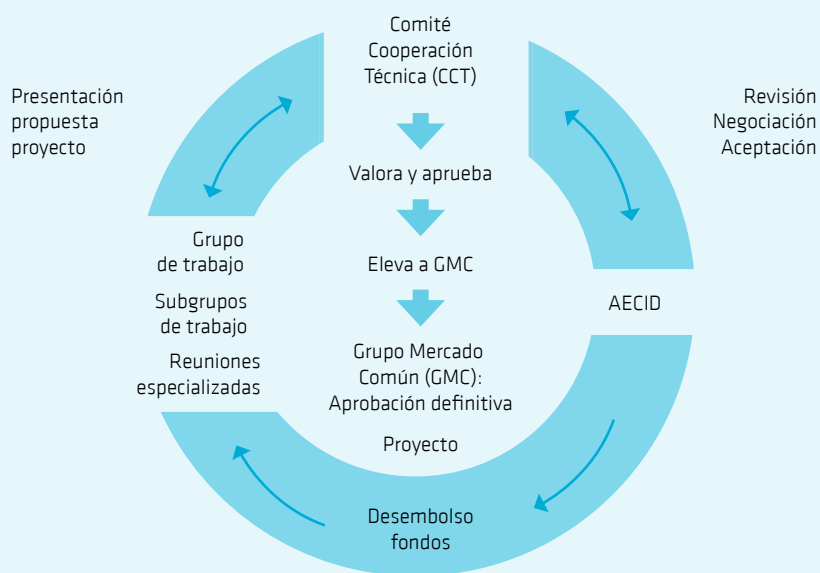 Comité
Cooperación
Técnica (CCT)
Presentación
propuesta
proyecto
Revisión
Negociación
Aceptación
Valora y aprueba
Grupo
de trabajo
Eleva a GMC
Subgrupos
de trabajo
AECID
Reuniones
especializadas
Grupo Mercado
Común (GMC):
Aprobación definitiva
Proyecto
Desembolso
fondos